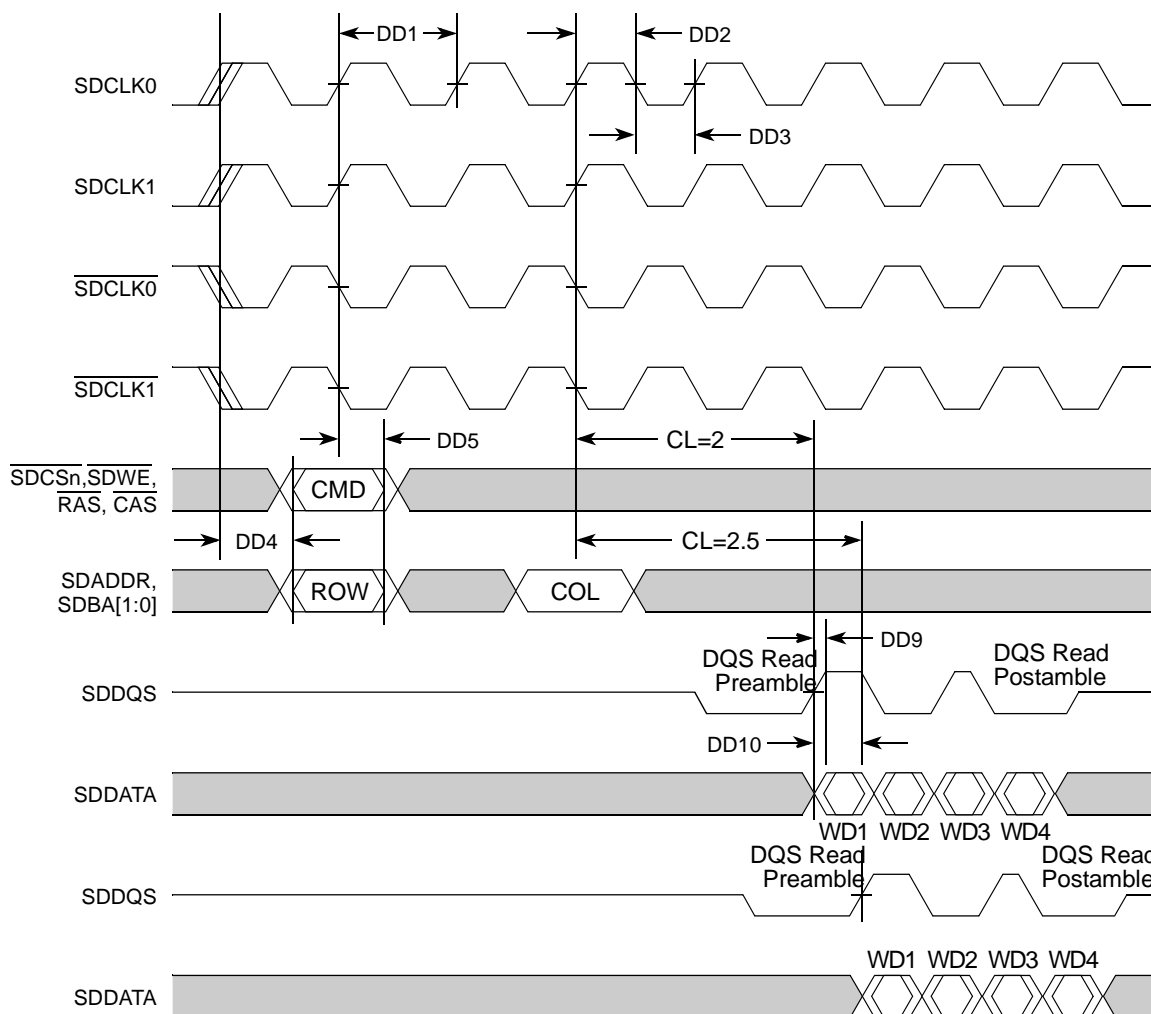 DD1
DD2
SDCLK0
DD3
SDCLK1
SDCLK0
SDCLK1
DD5
CL=2
SDCSn,SDWE,
RAS, CAS
CMD
DD4
CL=2.5
SDADDR,
SDBA[1:0]
ROW
COL
DD9
DQS Read
Preamble
DQS Read
Postamble
SDDQS
DD10
SDDATA
WD1 WD2 WD3 WD4
DQS Read
Preamble
DQS Read
Postamble
SDDQS
WD1 WD2 WD3 WD4
SDDATA